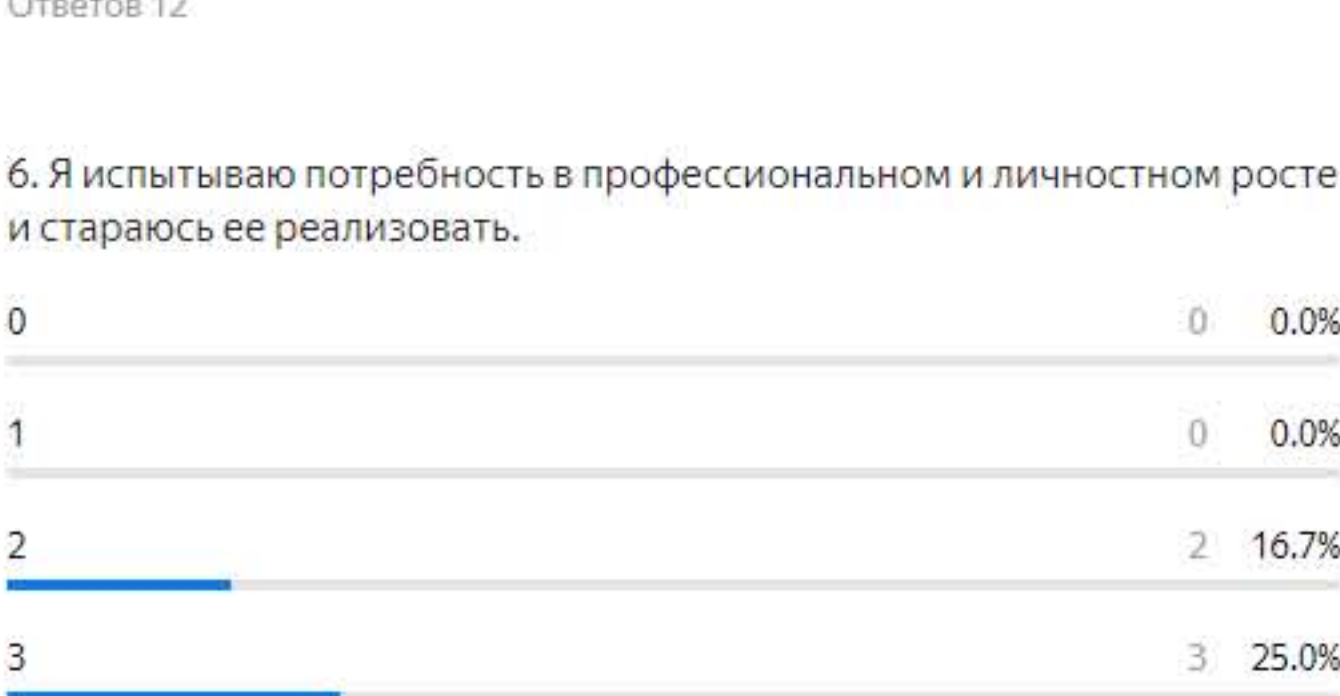 Ответов 12
6. Я испытываю потребность в профессиональном и личностном росте
и стараюсь ее реализовать.
0 0 0.0%
1 0 0.0%
2 2 16.7%
3 3 25.0%